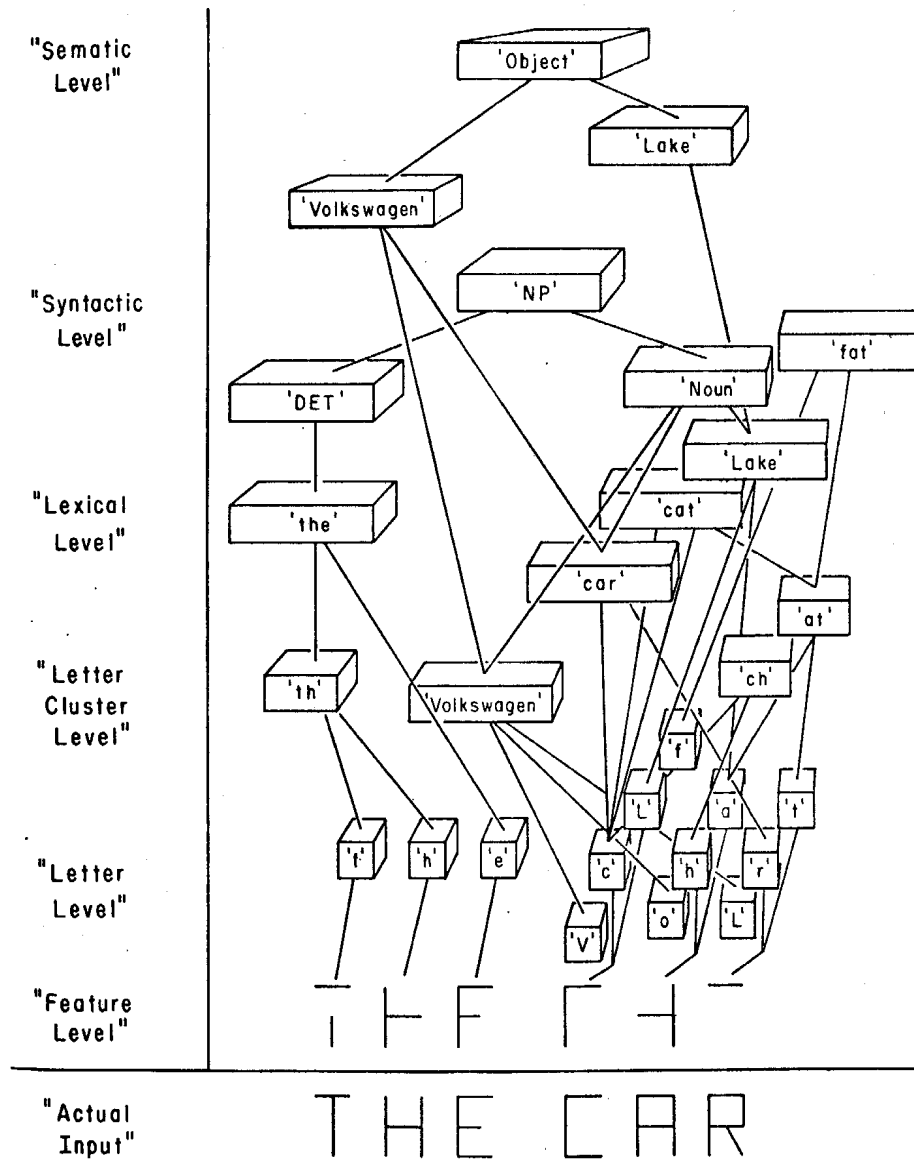 "Sematic
Level"
'Object'
'Lake'
'Volkswagen'
"Syntactic
Level"
'NP'
'fat'
'DET'
'Noun'
'Lake'
"Lexical
Level"
'the'
'cat'
'car'
'at'
"Letter
Cluster
Level"
'th'
'Volkswagen'
'ch'
'f'
'L'
'a'
't'
"Letter
Level"
't'
'h'
'e'
'c'
'h'
'r'
'V'
'o'
'L'
"Feature
Level"
"Actual
Input"
THE CAR